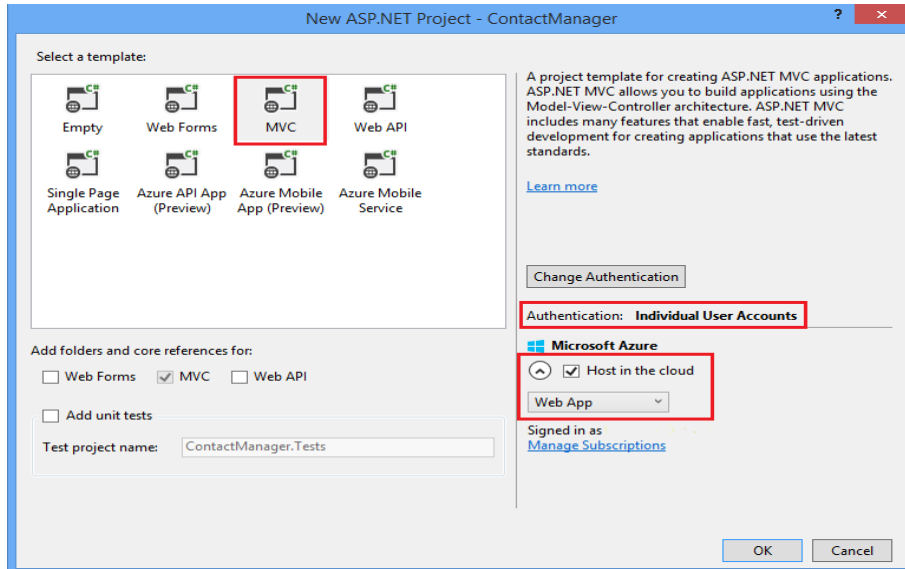 New ASP.NET Project - ContactManager
?
Select a template:
C#
C#
C#
C#
Empty
Web Forms
MVC
Web API
C#
C#
C#
C#
Single Page
Application
Azure API App
(Preview)
Azure Mobile
App (Preview)
Azure Mobile
Service
A project template for creating ASP.NET MVC applications.
ASP.NET MVC allows you to build applications using the
Model-View-Controller architecture. ASP.NET MVC
includes many features that enable fast, test-driven
development for creating applications that use the latest
standards.
Learn more
Change Authentication
Authentication: Individual User Accounts
Microsoft Azure
Host in the cloud
Web App
Signed in as
Manage Subscriptions
Add folders and core references for:
Web Forms
MVC
Web API
Add unit tests
Test project name:
ContactManager.Tests
OK
Cancel